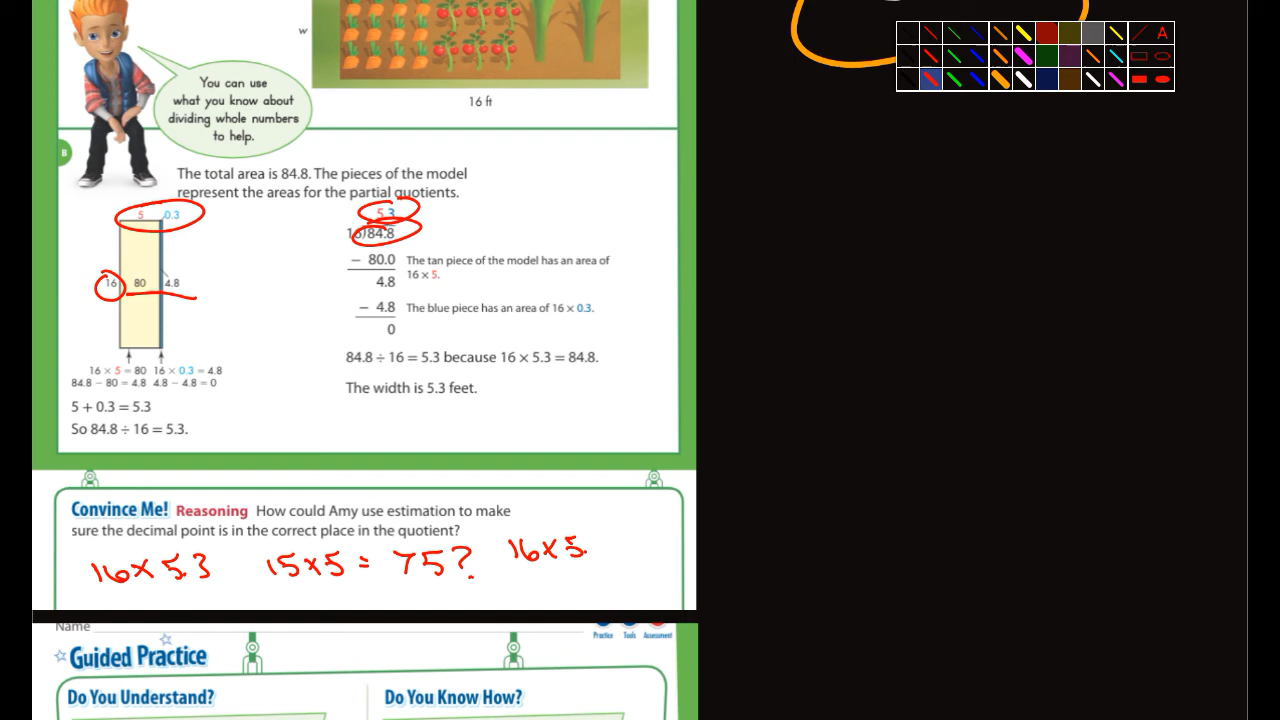 w
16 ft
You can use
what you know about
dividing whole numbers
to help.
B
The total area is 84.8. The pieces of the model
represent the areas for the partial quotients.
5 0.3
16 80 4.8
16 × 5 = 80 16 × 0.3 = 4.8
84.8 − 80 = 4.8 4.8 − 4.8 = 0
5 + 0.3 = 5.3
So 84.8 ÷ 16 = 5.3.
5.3
16)84.8
− 80.0 The tan piece of the model has an area of
16 × 5.
4.8
− 4.8 The blue piece has an area of 16 × 0.3.
0
84.8 ÷ 16 = 5.3 because 16 × 5.3 = 84.8.
The width is 5.3 feet.
Convince Me! Reasoning How could Amy use estimation to make
sure the decimal point is in the correct place in the quotient?
16 × 5.3 15 × 5 = 75? 16 × 5.
Name
Practice Tools Assessment
Guided Practice
Do You Understand? Do You Know How?
A